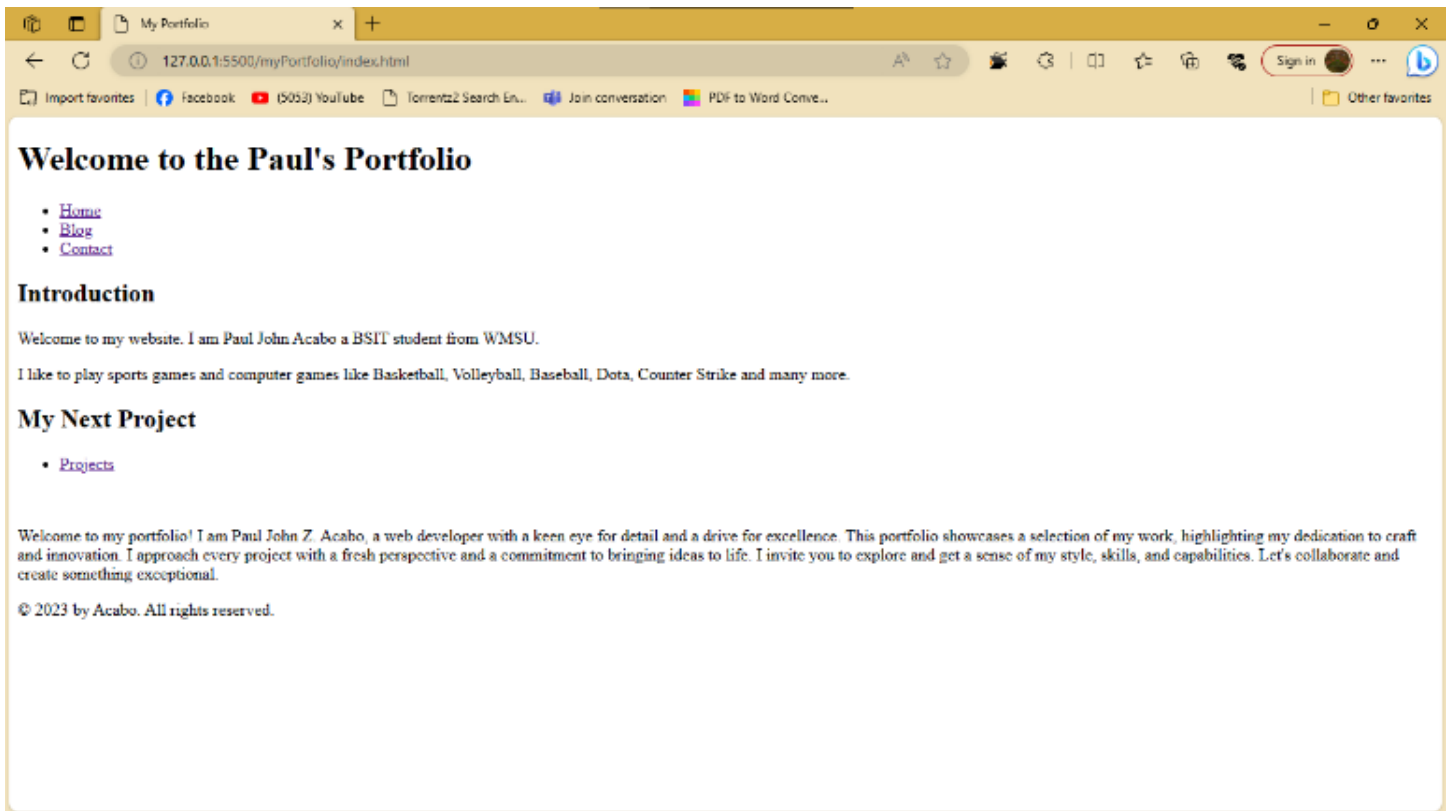 My Portfolio
127.0.0.1:5500/myPortfolio/index.html
Sign in
Import favorites
Facebook
(5053) YouTube
Torrentz2 Search En...
Join conversation
PDF to Word Conve...
Other favorites
Welcome to the Paul's Portfolio
• Home
• Blog
• Contact
Introduction
Welcome to my website. I am Paul John Acabo a BSIT student from WMSU.
I like to play sports games and computer games like Basketball, Volleyball, Baseball, Dota, Counter Strike and many more.
My Next Project
• Projects
Welcome to my portfolio! I am Paul John Z. Acabo, a web developer with a keen eye for detail and a drive for excellence. This portfolio showcases a selection of my work, highlighting my dedication to craft
and innovation. I approach every project with a fresh perspective and a commitment to bringing ideas to life. I invite you to explore and get a sense of my style, skills, and capabilities. Let's collaborate and
create something exceptional.
© 2023 by Acabo. All rights reserved.